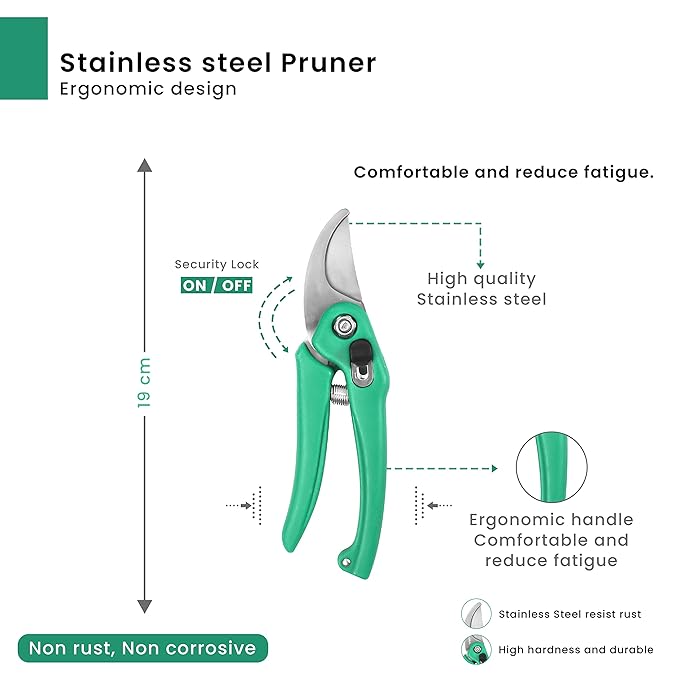 Stainless steel Pruner
Ergonomic design
Comfortable and reduce fatigue.
Security Lock
ON / OFF
High quality
Stainless steel
19 cm
Ergonomic handle
Comfortable and
reduce fatigue
Stainless Steel resist rust
Non rust, Non corrosive
High hardness and durable